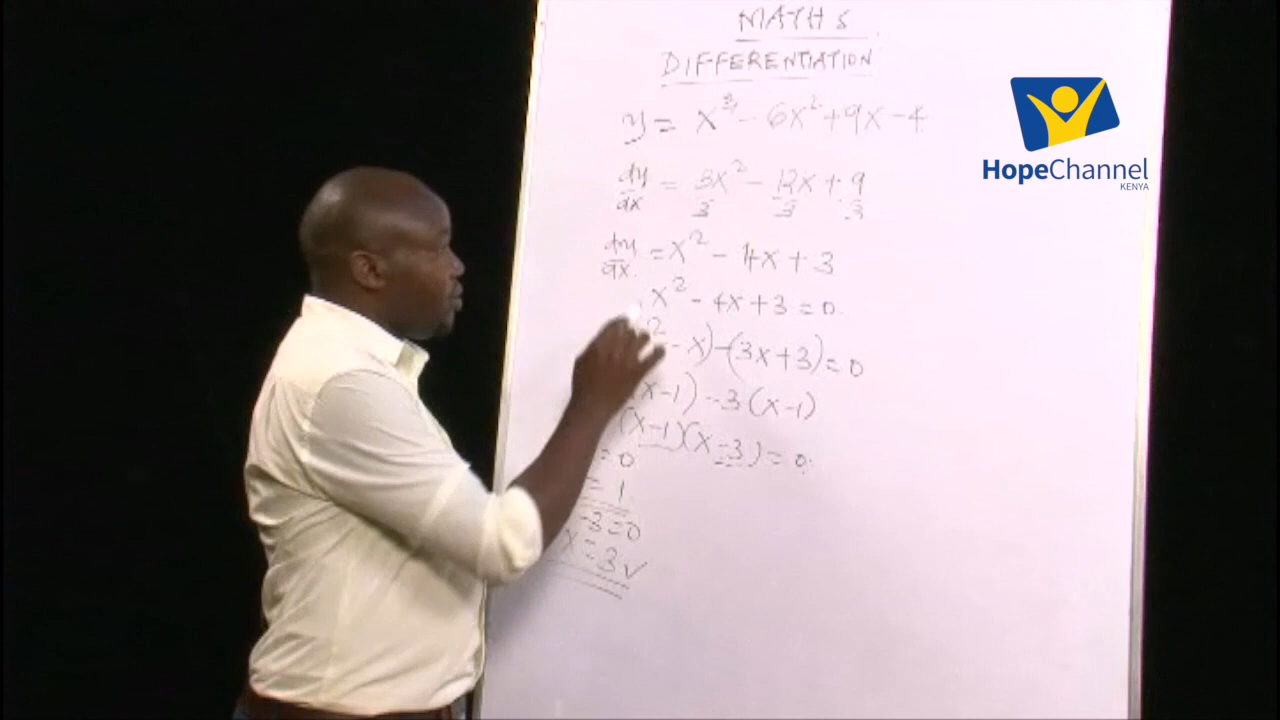 MATHS
DIFFERENTIATION
y = x³ - 6x² + 9x - 4
dy/dx = 3x²/3 - 12x/3 + 9/3
dy/dx = x² - 4x + 3
x² - 4x + 3 = 0
² - x) - (3x + 3) = 0
(x - 1) - 3(x - 1)
(x - 1)(x - 3) = 0
= 0
= 1
- 3 = 0
x = 3 ✓
HopeChannel
KENYA